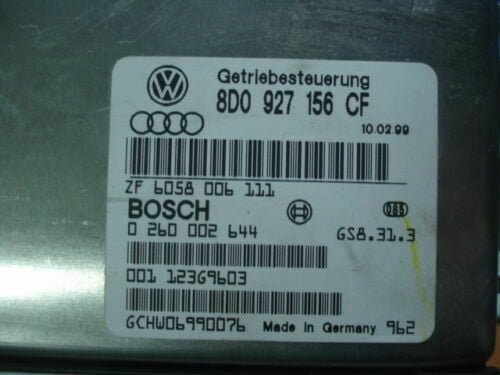 Getriebesteuerung
8D0 927 156 CF
10.02.99
ZF 6058 006 111
BOSCH
0 260 002 644
GS8.31.3
001 123G9603
GCHW06990076 Made in Germany 962